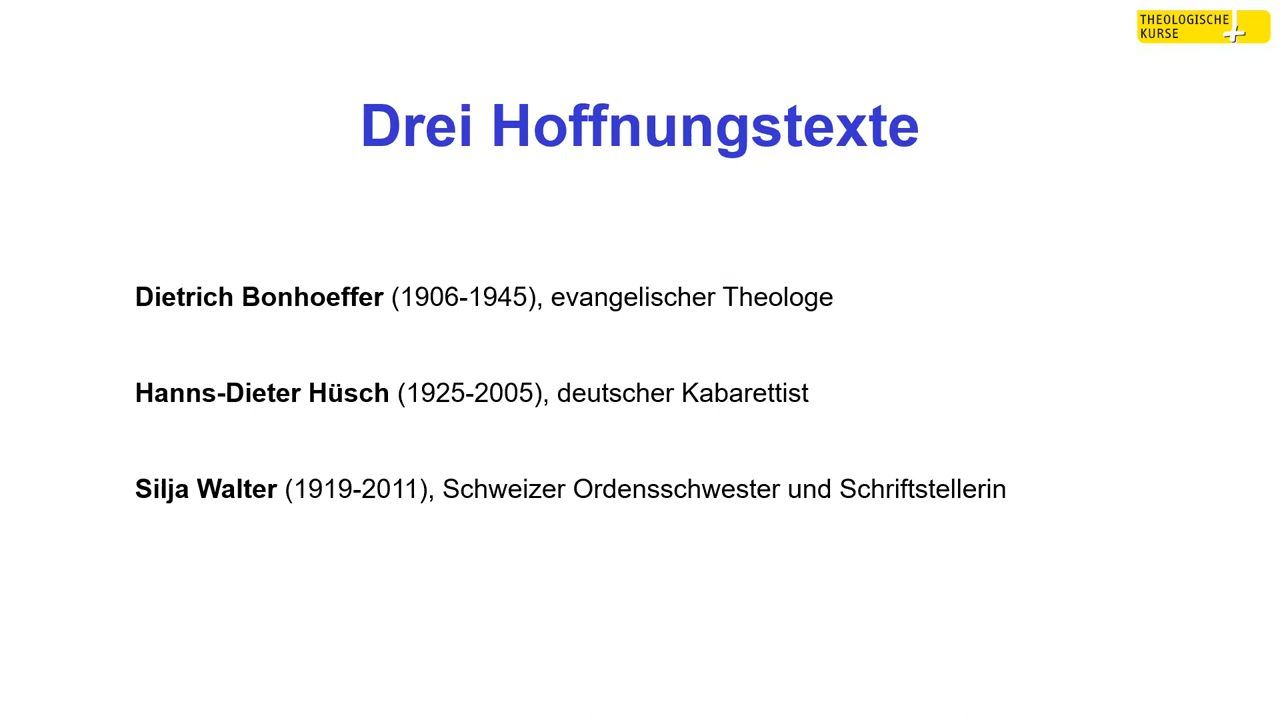 THEOLOGISCHE
KURSE
Drei Hoffnungstexte
Dietrich Bonhoeffer (1906-1945), evangelischer Theologe
Hanns-Dieter Hüsch (1925-2005), deutscher Kabarettist
Silja Walter (1919-2011), Schweizer Ordensschwester und Schriftstellerin